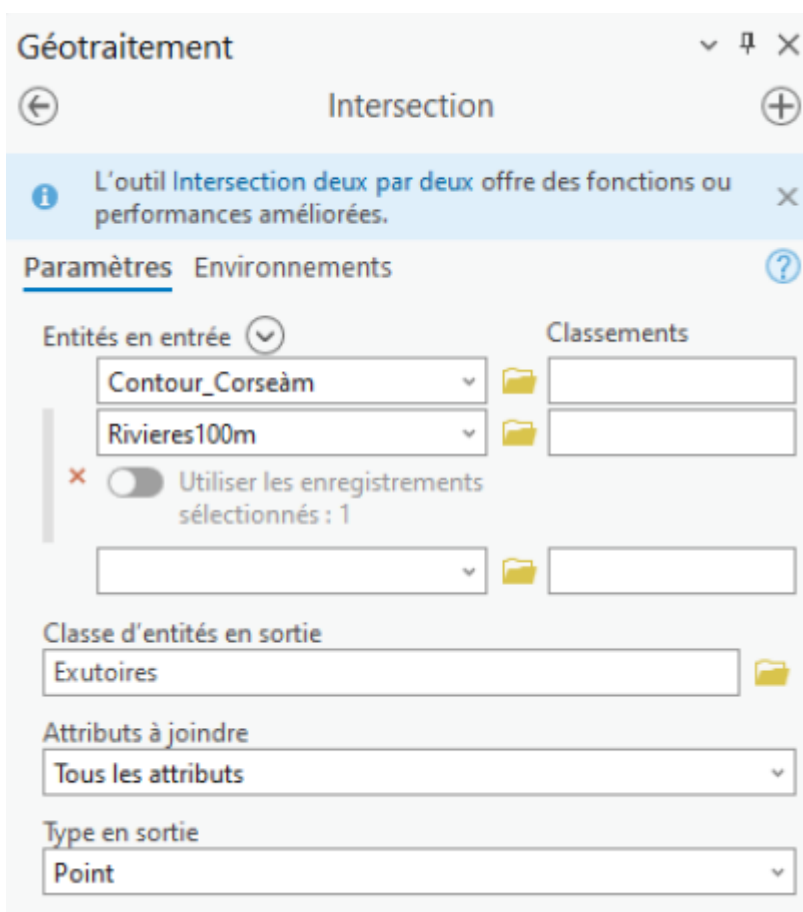 Géotraitement
Intersection
L'outil Intersection deux par deux offre des fonctions ou
performances améliorées.
Paramètres Environnements
Entités en entrée Classements
Contour_Corseàm
Rivieres100m
Utiliser les enregistrements
sélectionnés : 1
Classe d'entités en sortie
Exutoires
Attributs à joindre
Tous les attributs
Type en sortie
Point